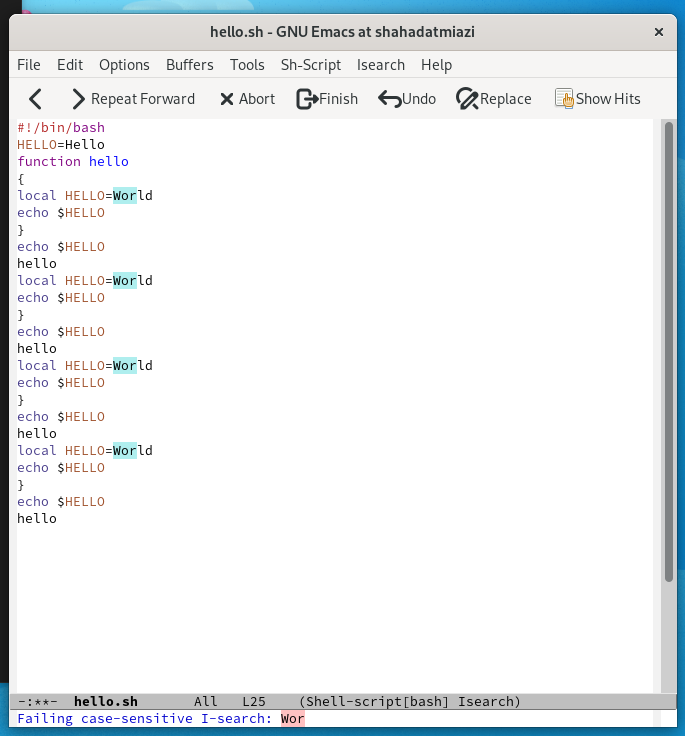 hello.sh - GNU Emacs at shahadatmiazi ×
File Edit Options Buffers Tools Sh-Script Isearch Help
Repeat Forward Abort Finish Undo Replace Show Hits
#!/bin/bash
HELLO=Hello
function hello
{
local HELLO=World
echo $HELLO
}
echo $HELLO
hello
local HELLO=World
echo $HELLO
}
echo $HELLO
hello
local HELLO=World
echo $HELLO
}
echo $HELLO
hello
local HELLO=World
echo $HELLO
}
echo $HELLO
hello
-:**- hello.sh All L25 (Shell-script[bash] Isearch)
Failing case-sensitive I-search: Wor